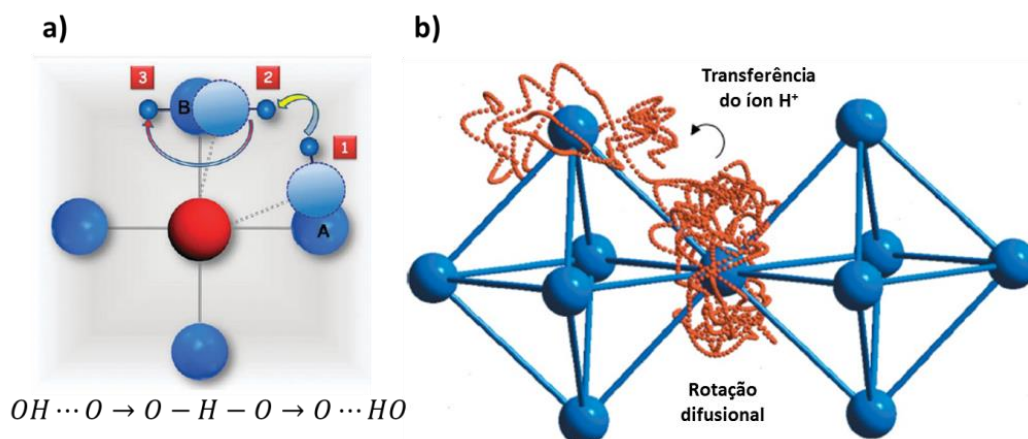 a)
b)
3
2
B
1
A
OH ⋯ O → O − H − O → O ⋯ HO
Transferência
do íon H⁺
Rotação
difusional